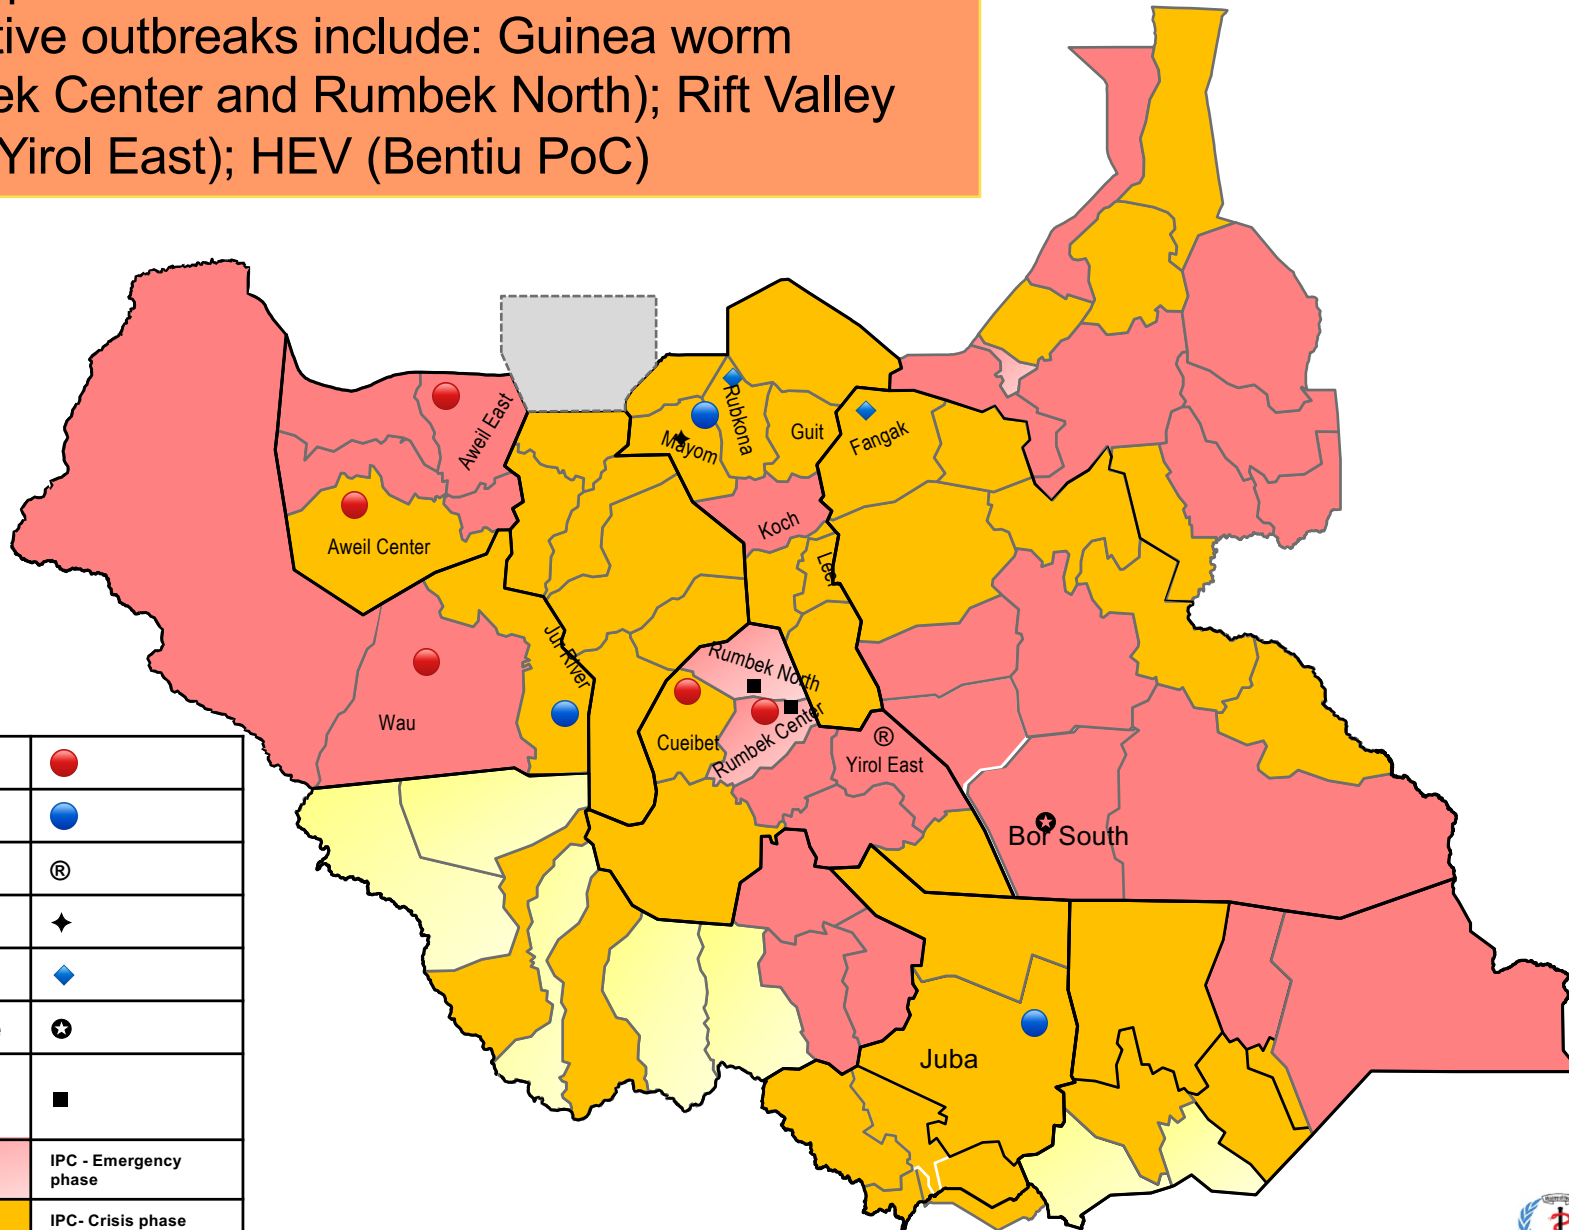 tive outbreaks include: Guinea worm
ek Center and Rumbek North); Rift Valley
Yirol East); HEV (Bentiu PoC)
Aweil East
Rubkona
Mayom
Guit
Fangak
Aweil Center
Koch
Leer
Jur River
Rumbek North
Wau
Cueibet
Rumbek Center
®
Yirol East
Bor South
®
Juba
IPC - Emergency
phase
IPC- Crisis phase